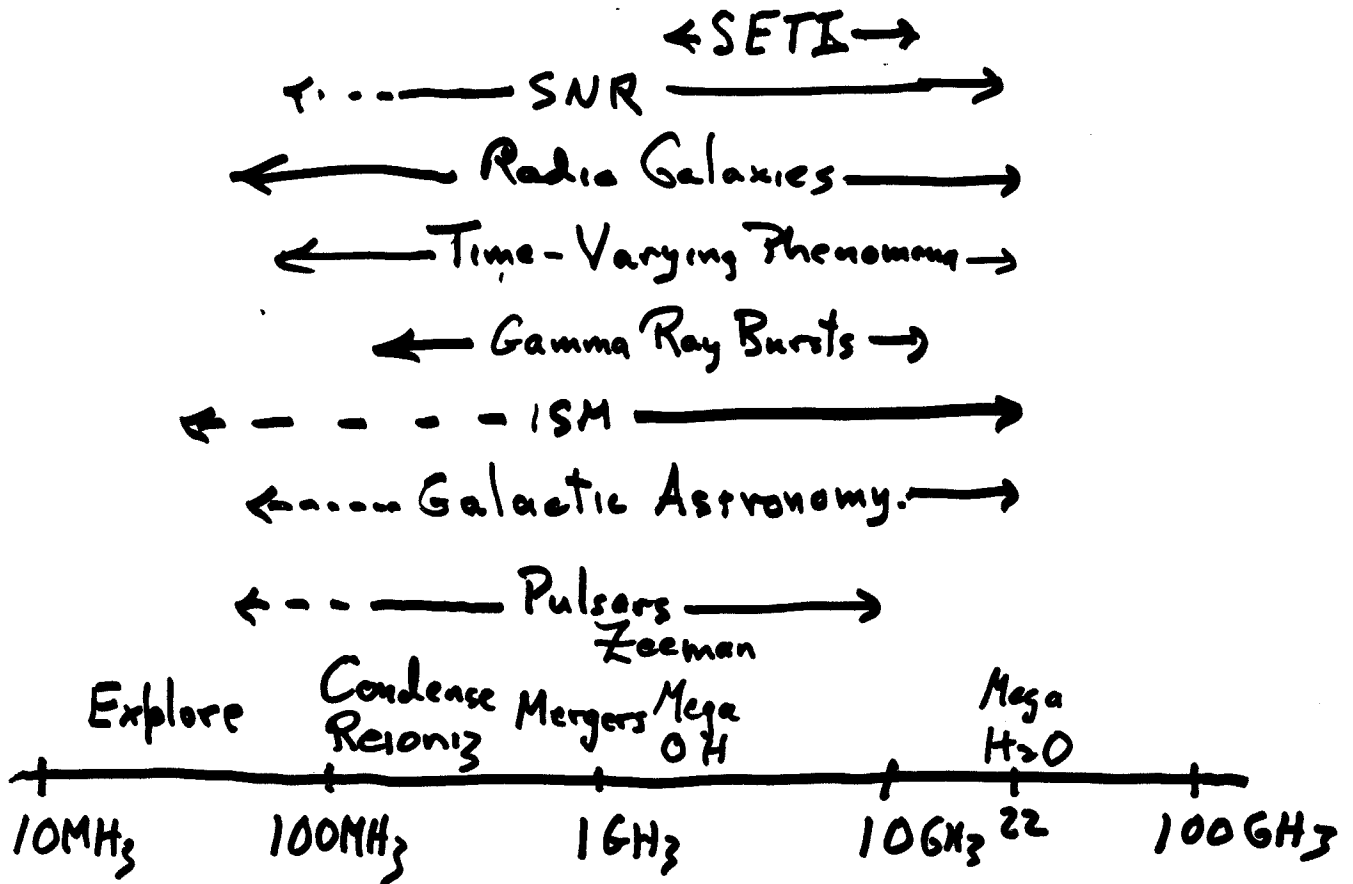 SETI
SNR
Radio Galaxies
Time-Varying Phenomena
Gamma Ray Bursts
ISM
Galactic Astronomy.
Pulsars
Zeeman
Explore Condense Mergers Mega Mega
Reioniz OH H2O
10MHz 100MHz 1GHz 10GHz 22 100GHz